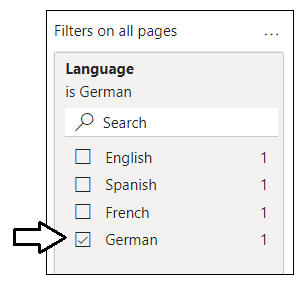 Filters on all pages ...
Language
is German
Search
English 1
Spanish 1
French 1
German 1